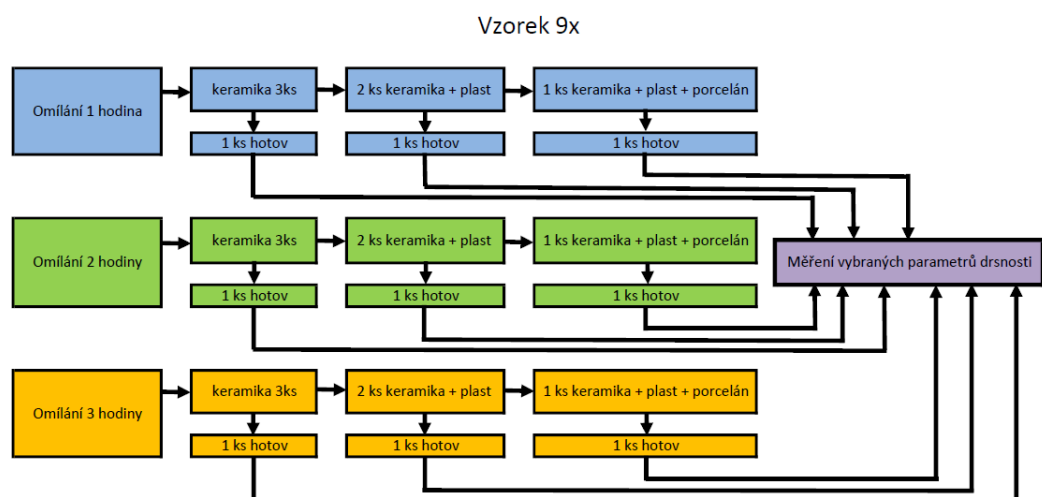 Vzorek 9x
Omílání 1 hodina
keramika 3ks
2 ks keramika + plast
1 ks keramika + plast + porcelán
1 ks hotov
1 ks hotov
1 ks hotov
Omílání 2 hodiny
keramika 3ks
2 ks keramika + plast
1 ks keramika + plast + porcelán
1 ks hotov
1 ks hotov
1 ks hotov
Měření vybraných parametrů drsnosti
Omílání 3 hodiny
keramika 3ks
2 ks keramika + plast
1 ks keramika + plast + porcelán
1 ks hotov
1 ks hotov
1 ks hotov